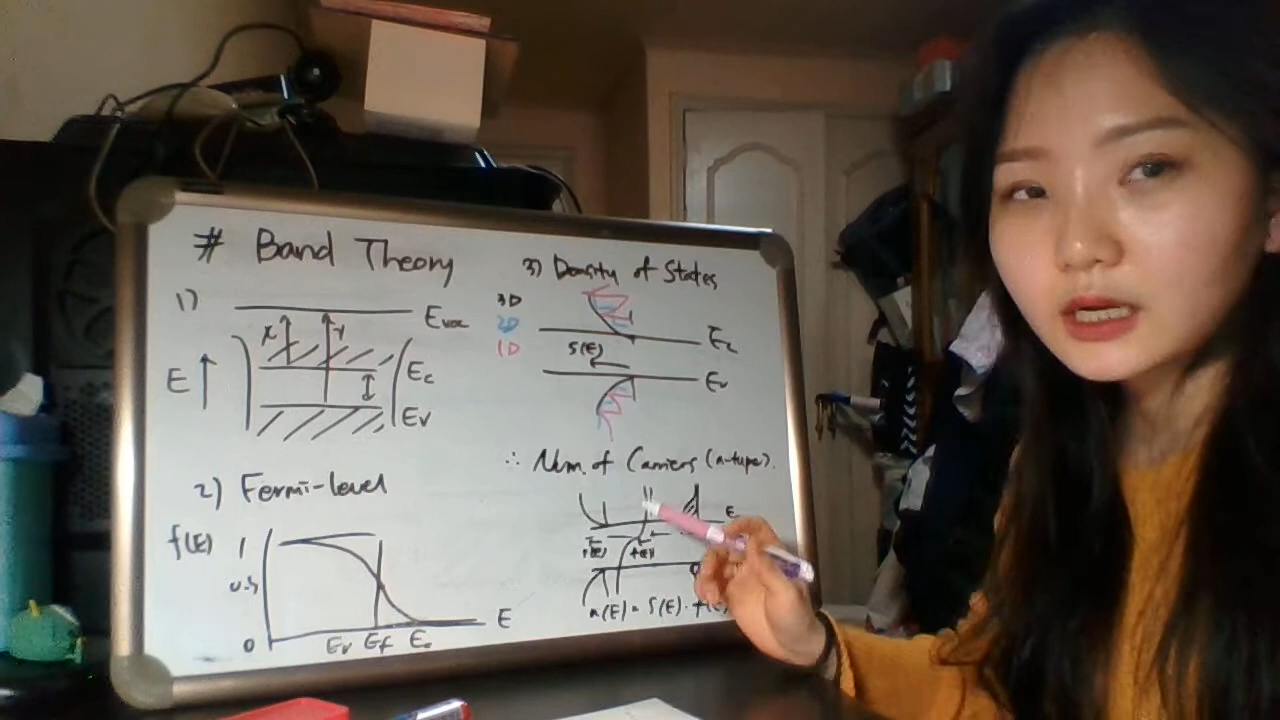 # Band Theory
1)
E
χ
Evac
Ec
Ev
2) Fermi-level
f(E)
1
0.5
0
Ev Ef Ec
E
3) Density of States
3D
2D
1D
S(E)
Ec
Ev
∴ Num. of Carriers (n-type).
f(E)
n(E) = S(E) · f(E)